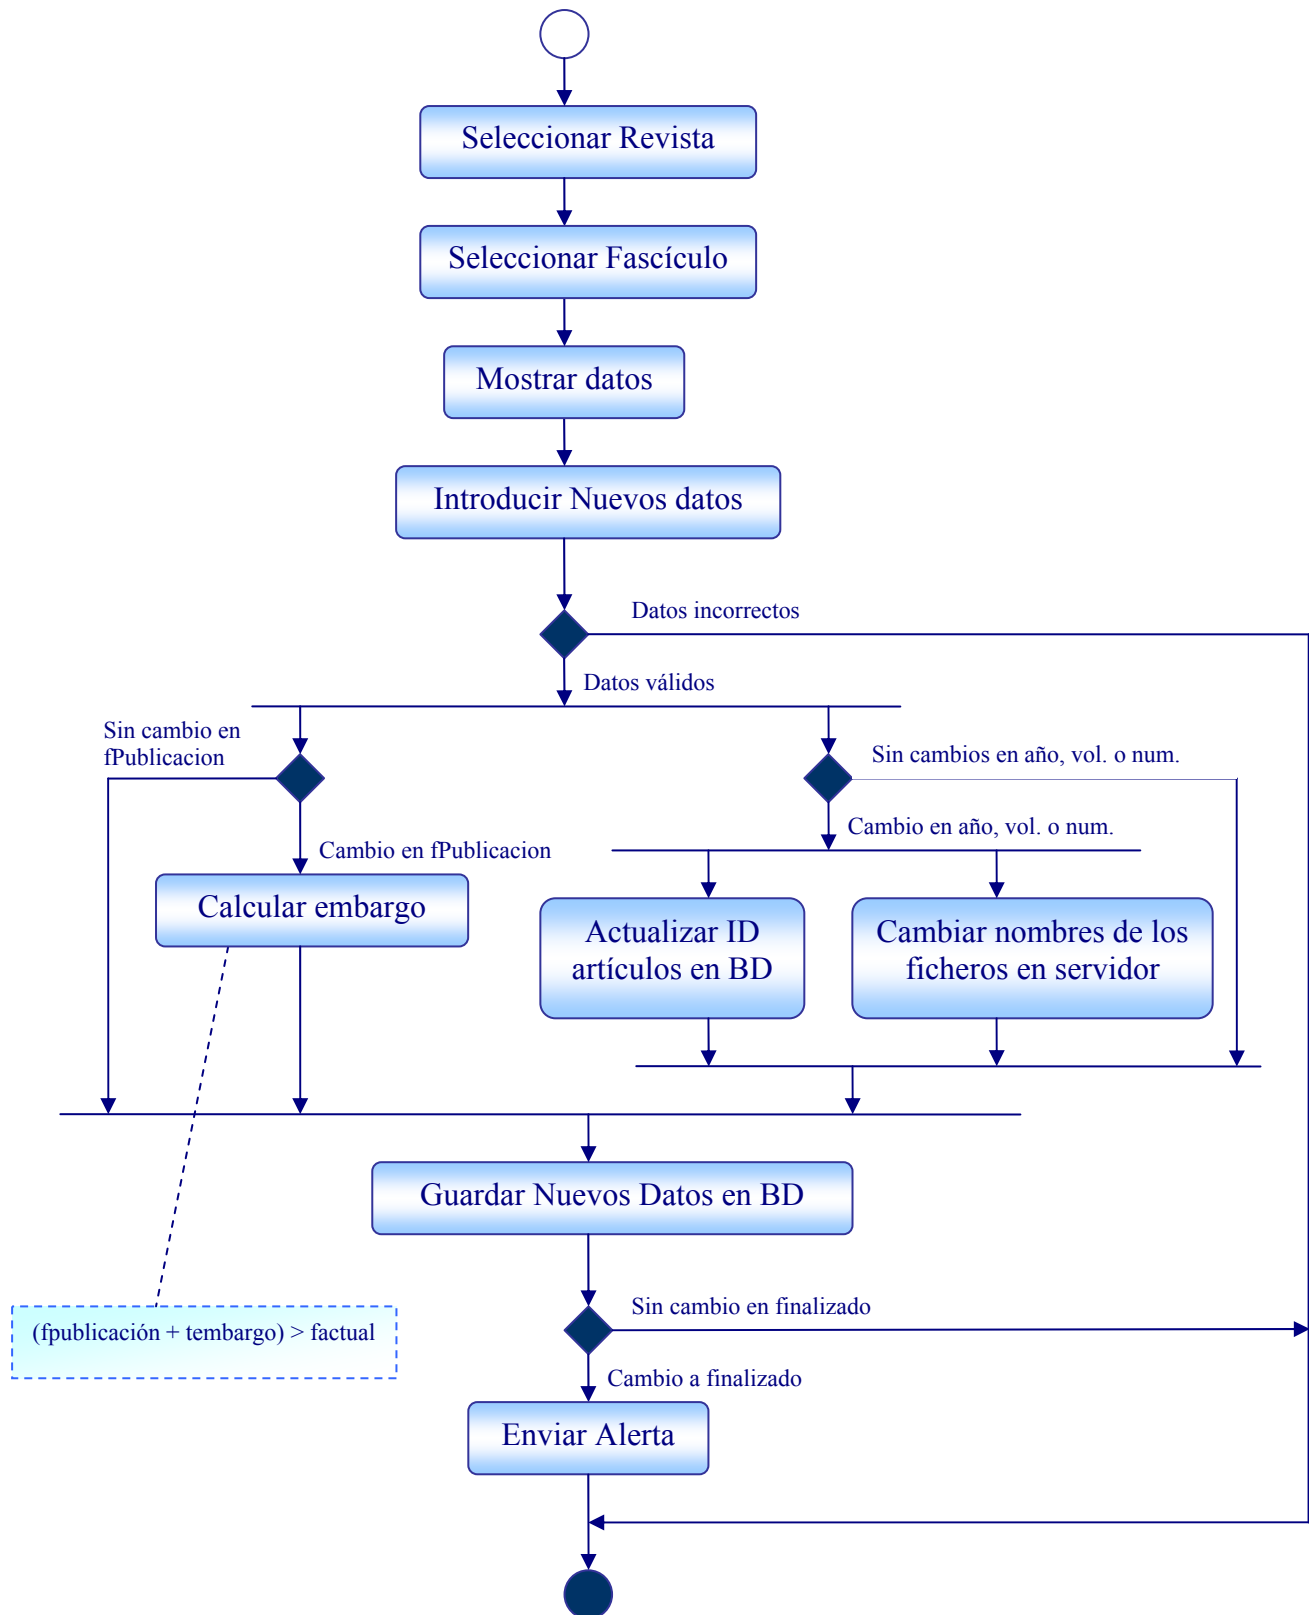 Seleccionar Revista
Seleccionar Fascículo
Mostrar datos
Introducir Nuevos datos
Datos incorrectos
Datos válidos
Sin cambio en
fPublicacion
Sin cambios en año, vol. o num.
Cambio en año, vol. o num.
Cambio en fPublicacion
Calcular embargo
Actualizar ID
artículos en BD
Cambiar nombres de los
ficheros en servidor
Guardar Nuevos Datos en BD
Sin cambio en finalizado
(fpublicación + tembargo) > factual
Cambio a finalizado
Enviar Alerta